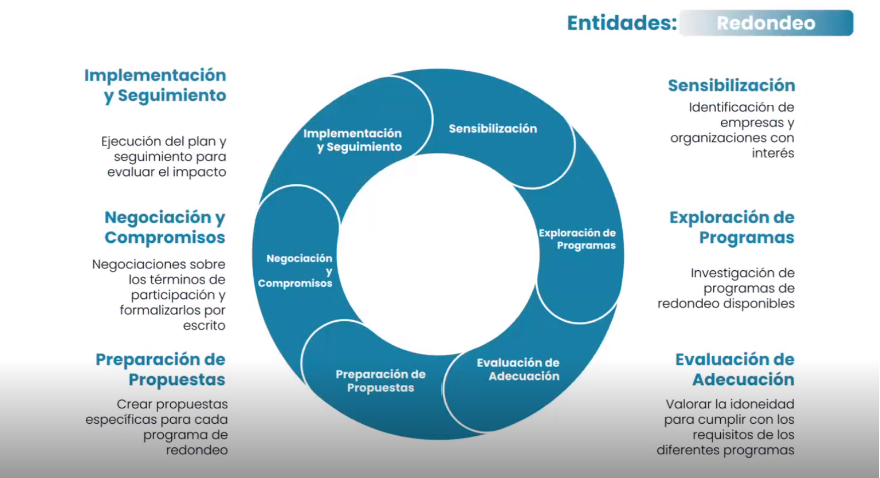 Entidades: Redondeo
Implementación
y Seguimiento
Ejecución del plan y
seguimiento para
evaluar el impacto
Negociación y
Compromisos
Negociaciones sobre
los términos de
participación y
formalizarlos por
escrito
Preparación de
Propuestas
Crear propuestas
específicas para cada
programa de
redondeo
Implementación
y Seguimiento
Sensibilización
Exploración de
Programas
Evaluación de
Adecuación
Preparación de
Propuestas
Negociación
y
Compromisos
Sensibilización
Identificación de
empresas y
organizaciones con
interés
Exploración de
Programas
Investigación de
programas de
redondeo disponibles
Evaluación de
Adecuación
Valorar la idoneidad
para cumplir con los
requisitos de los
diferentes programas